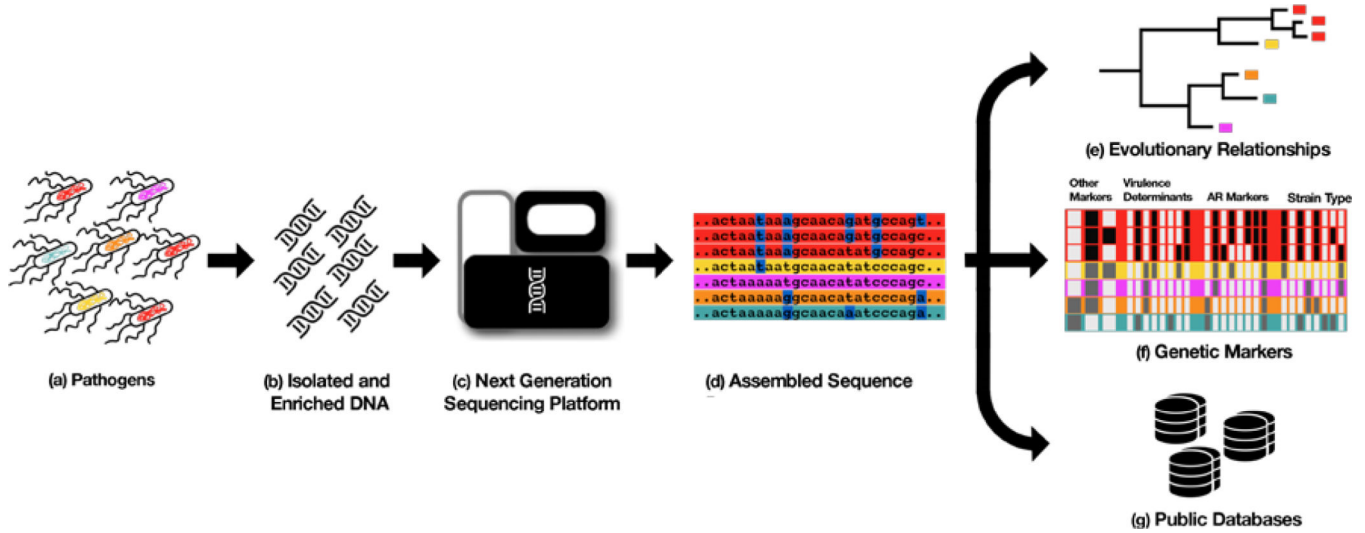 (a) Pathogens
(b) Isolated and
Enriched DNA
(c) Next Generation
Sequencing Platform
..actaataaagcaacagatgccagt..
..actaataaagcaacagatgccagc..
..actaataaagcaacatatgccagc..
..actaataatgcaacatatcccagc..
..actaaaaatgcaacatatcccagc..
..actaaaaaggcaacatatcccaga..
..actaaaaaggcaacaaatcccaga..
(d) Assembled Sequence
(e) Evolutionary Relationships
Other Markers
Virulence Determinants
AR Markers
Strain Type
(f) Genetic Markers
(g) Public Databases